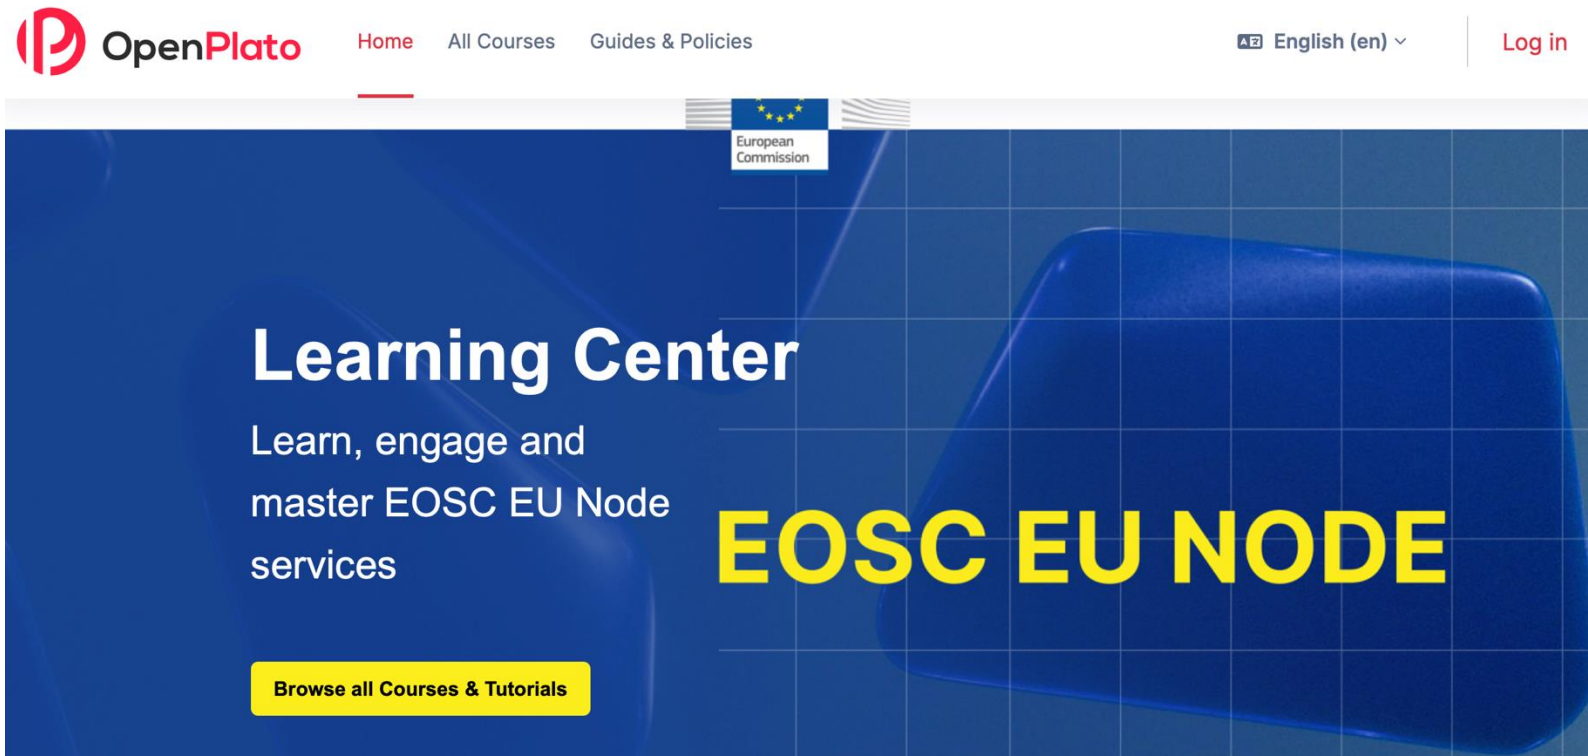 OpenPlato
Home
All Courses
Guides & Policies
English (en)
Log in
European
Commission
Learning Center
Learn, engage and
master EOSC EU Node
services
EOSC EU NODE
Browse all Courses & Tutorials